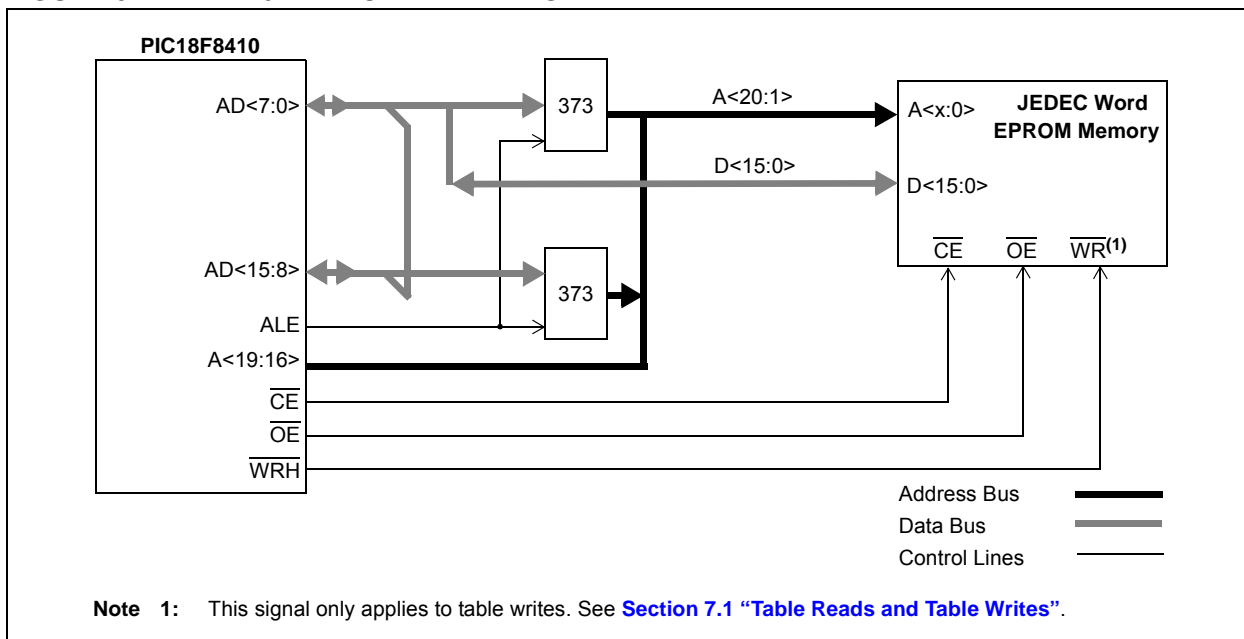 PIC18F8410
AD<7:0>
373
A<20:1>
A<x:0>
JEDEC Word
EPROM Memory
D<15:0>
D<15:0>
CE
OE
WR(1)
AD<15:8>
373
ALE
A<19:16>
CE
OE
WRH
Address Bus
Data Bus
Control Lines
Note 1: This signal only applies to table writes. See Section 7.1 “Table Reads and Table Writes”.